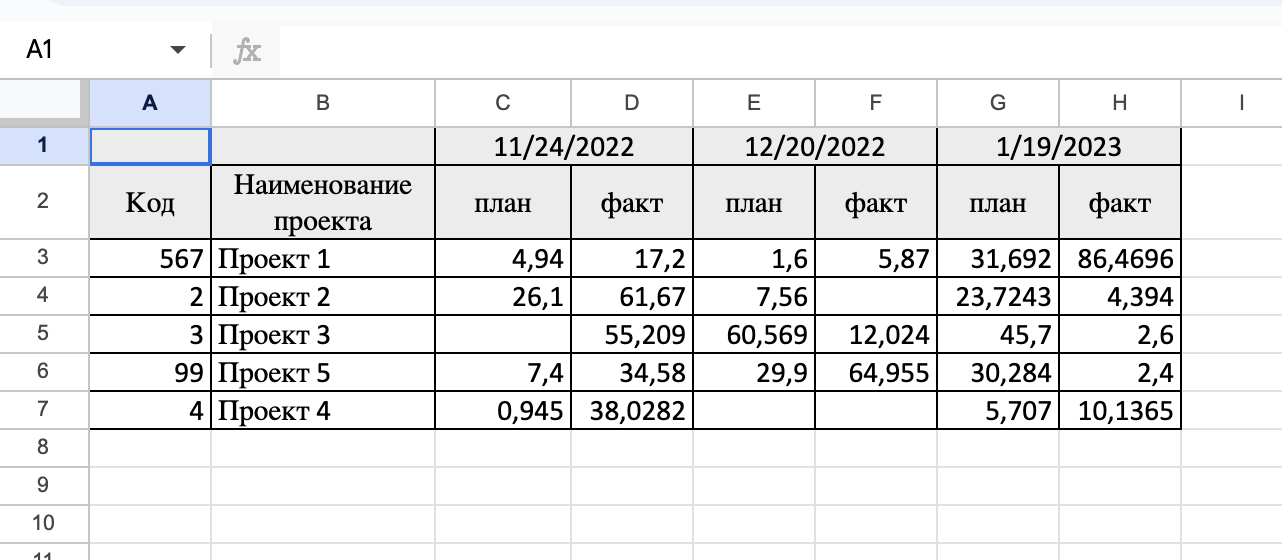 A1 fx
A B C D E F G H I
1 11/24/2022 12/20/2022 1/19/2023
2 Код Наименование проекта план факт план факт план факт
3 567 Проект 1 4,94 17,2 1,6 5,87 31,692 86,4696
4 2 Проект 2 26,1 61,67 7,56 23,7243 4,394
5 3 Проект 3 55,209 60,569 12,024 45,7 2,6
6 99 Проект 5 7,4 34,58 29,9 64,955 30,284 2,4
7 4 Проект 4 0,945 38,0282 5,707 10,1365
8
9
10
11